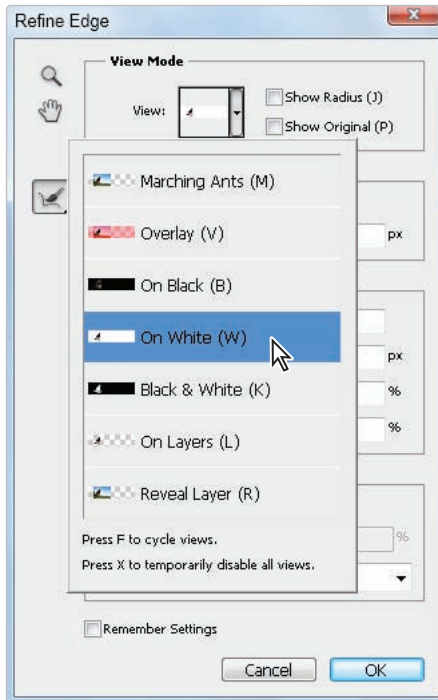 Refine Edge
View Mode
View:
Show Radius (J)
Show Original (P)
Marching Ants (M)
Overlay (V)
px
On Black (B)
On White (W)
px
Black & White (K)
%
On Layers (L)
%
Reveal Layer (R)
Press F to cycle views.
%
Press X to temporarily disable all views.
Remember Settings
Cancel
OK